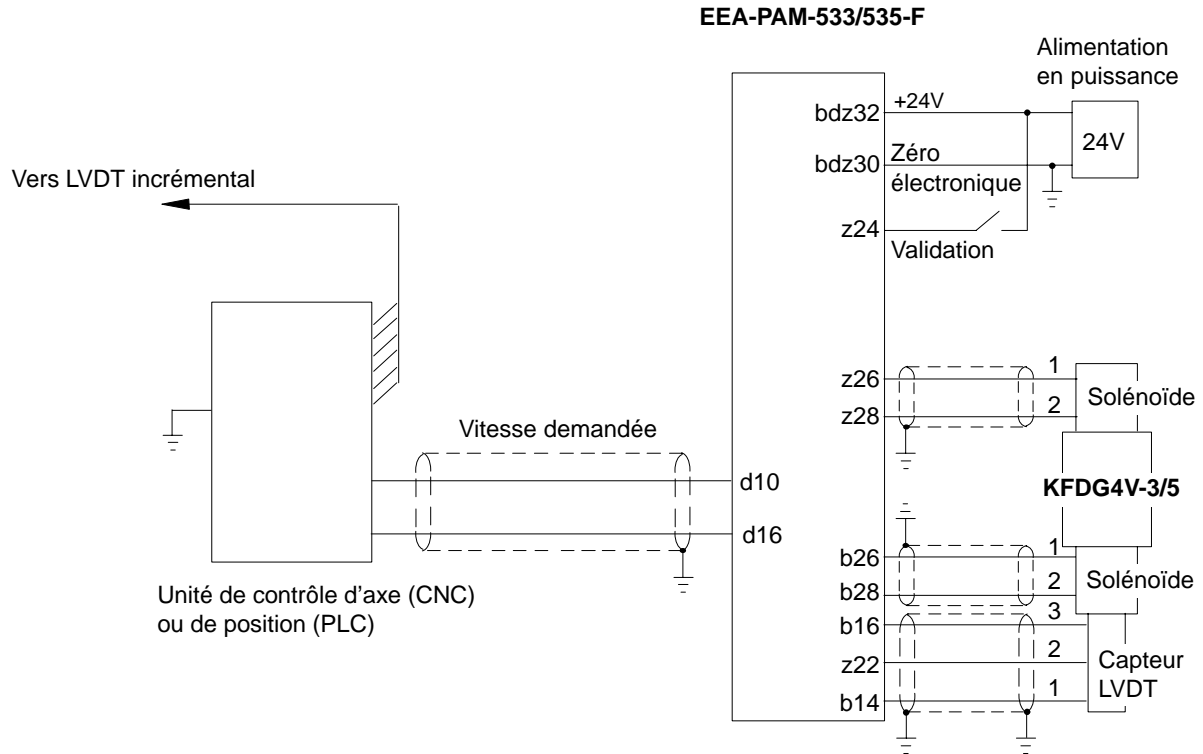 EEA-PAM-533/535-F
Alimentation
en puissance
bdz32
+24V
24V
bdz30
Zéro
électronique
z24
Validation
Vers LVDT incrémental
z26
1
z28
2
Solénoïde
Vitesse demandée
d10
d16
KFDG4V-3/5
b26
1
b28
2
Solénoïde
b16
3
z22
2
b14
1
Capteur
LVDT
Unité de contrôle d'axe (CNC)
ou de position (PLC)